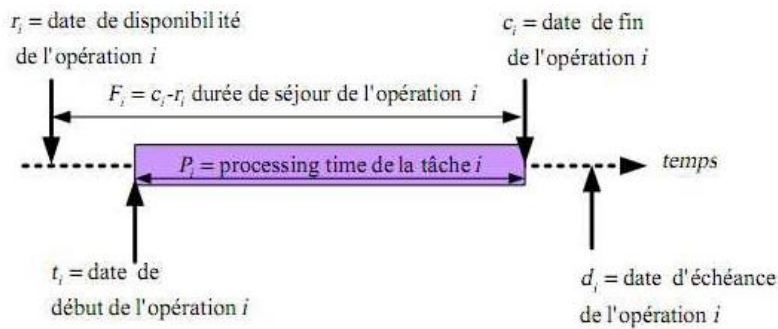 r_i = date de disponibilité
de l'opération i
c_i = date de fin
de l'opération i
F_i = c_i-r_i durée de séjour de l'opération i
P_i = processing time de la tâche i
temps
t_i = date de
début de l'opération i
d_i = date d'échéance
de l'opération i